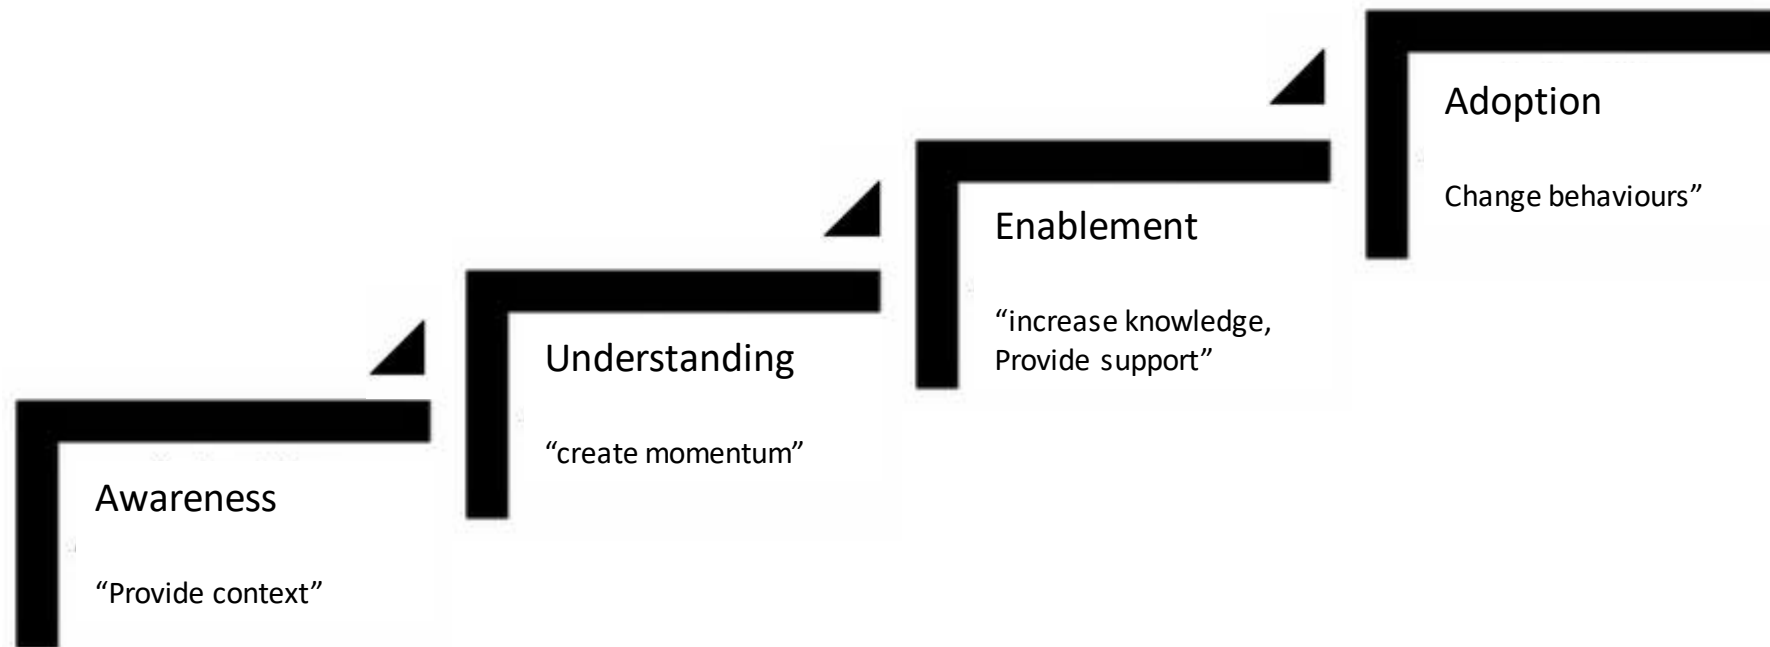 Awareness
“Provide context”
Understanding
“create momentum”
Enablement
“increase knowledge,
Provide support”
Adoption
Change behaviours”